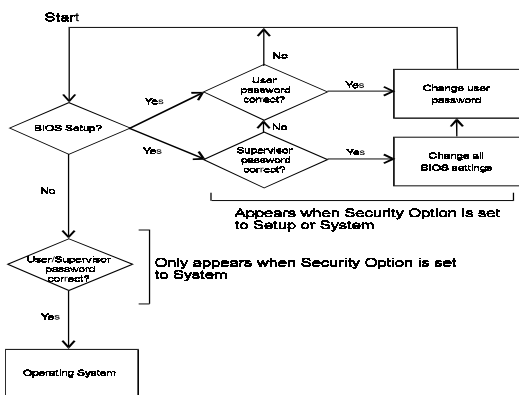 Start
No
User
password
correct?
Yes
Change user
password
Yes
BIOS Setup?
No
Yes
Supervisor
password
correct?
Yes
Change all
BIOS settings
No
Appears when Security Option is set
to Setup or System
User/Supervisor
password
correct?
Only appears when Security Option is set
to System
Yes
Operating System